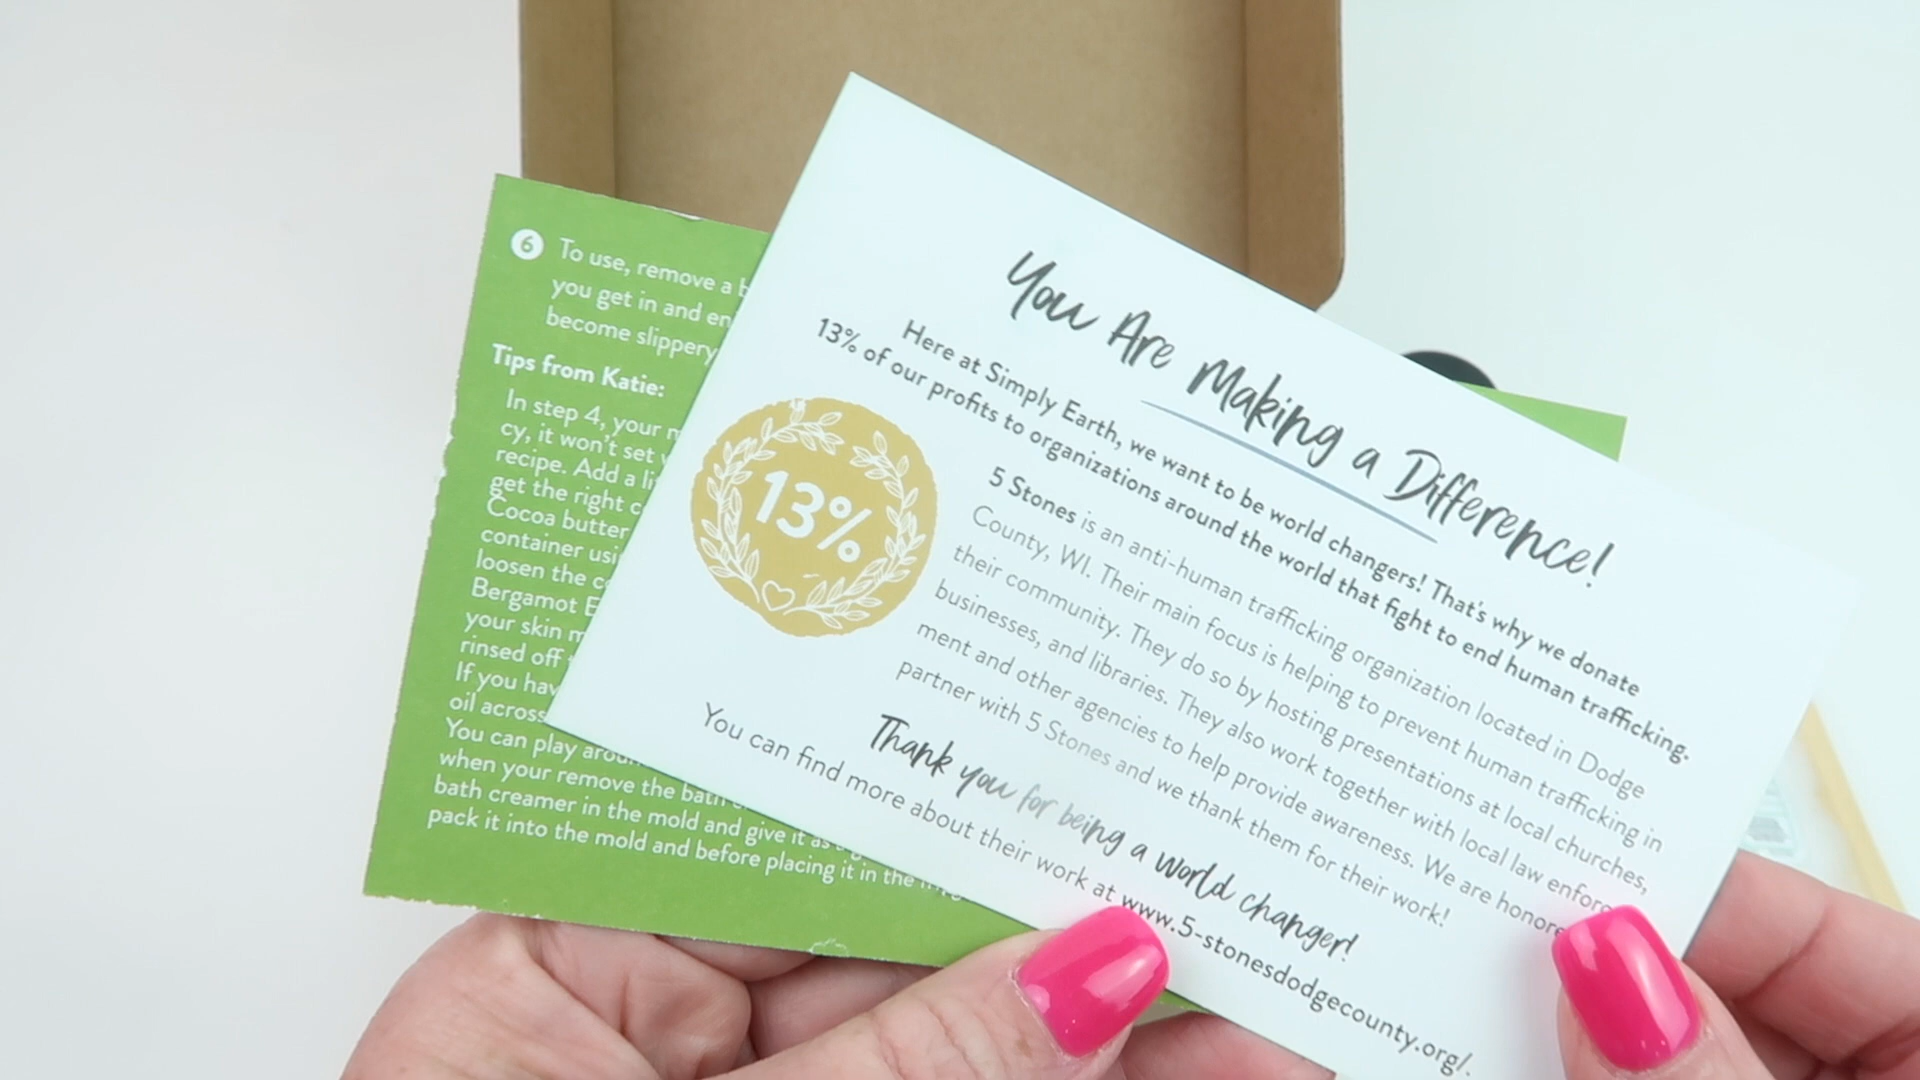 6 To use, remove a b
you get in and en
become slippery
Tips from Katie:
In step 4, your m
cy, it won't set
recipe. Add a li
get the right c
Cocoa butter
container usi
loosen the c
Bergamot E
your skin m
rinsed off
If you hav
oil across
You can play arou
when your remove the bath
bath creamer in the mold and give it as a g
pack it into the mold and before placing it in the
You Are Making a Difference!
Here at Simply Earth, we want to be world changers! That's why we donate
13% of our profits to organizations around the world that fight to end human trafficking.
13%
5 Stones is an anti-human trafficking organization located in Dodge
County, WI. Their main focus is helping to prevent human trafficking in
their community. They do so by hosting presentations at local churches,
businesses, and libraries. They also work together with local law enforce
ment and other agencies to help provide awareness. We are honore
partner with 5 Stones and we thank them for their work!
Thank you for being a world changer!
You can find more about their work at www.5-stonesdodgecounty.org/.